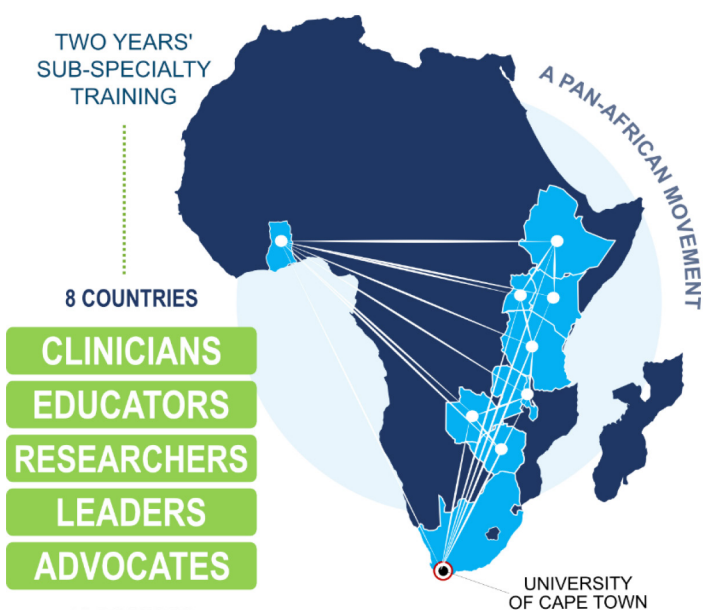 TWO YEARS'
SUB-SPECIALTY
TRAINING
A PAN-AFRICAN MOVEMENT
8 COUNTRIES
CLINICIANS
EDUCATORS
RESEARCHERS
LEADERS
ADVOCATES
UNIVERSITY
OF CAPE TOWN